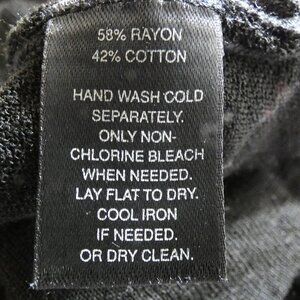 58% RAYON
42% COTTON
HAND WASH COLD
SEPARATELY.
ONLY NON-
CHLORINE BLEACH
WHEN NEEDED.
LAY FLAT TO DRY.
COOL IRON
IF NEEDED.
OR DRY CLEAN.